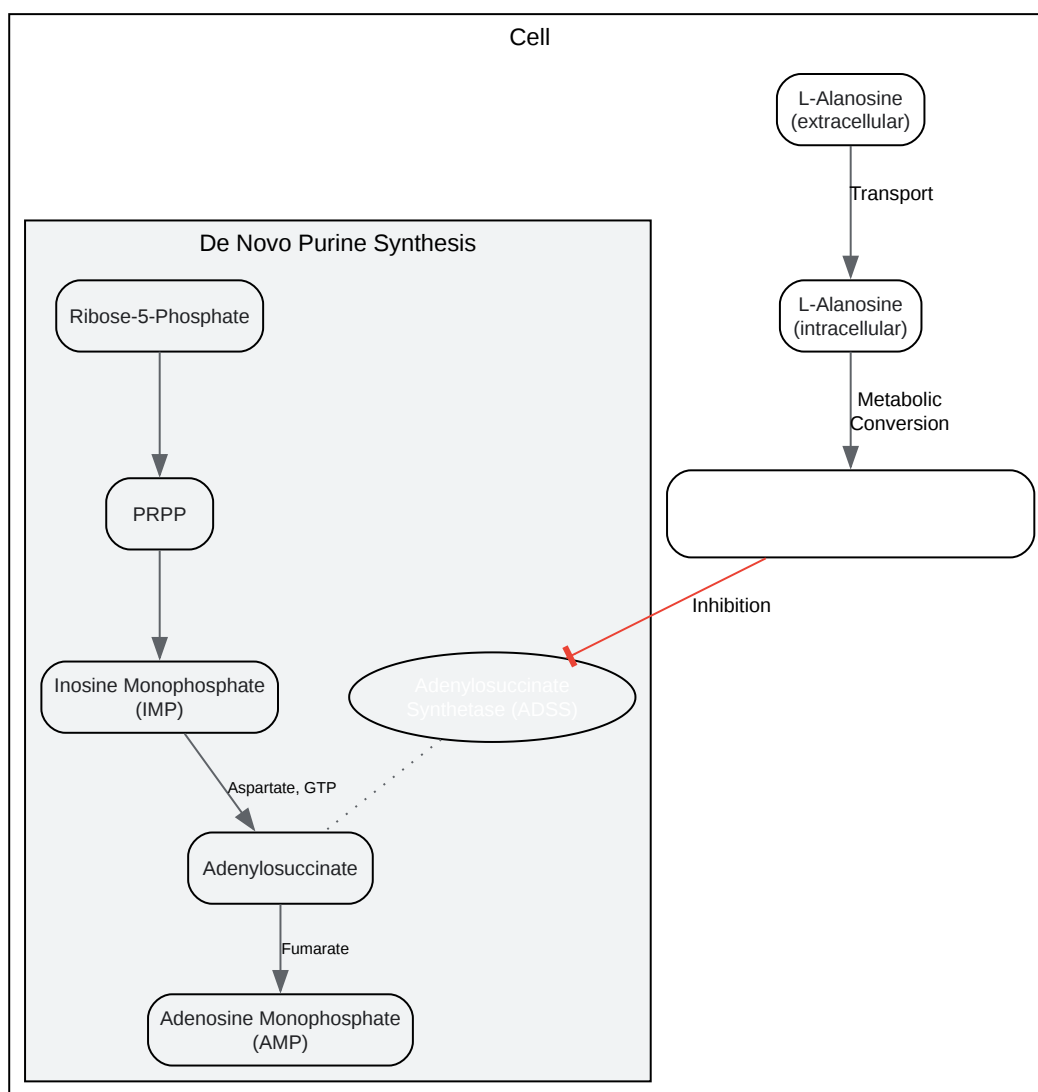 Cell
L-Alanosine
(extracellular)
Transport
De Novo Purine Synthesis
Ribose-5-Phosphate
L-Alanosine
(intracellular)
Metabolic
Conversion
PRPP
Inhibition
Inosine Monophosphate
(IMP)
Adenylosuccinate
Synthetase (ADSS)
Aspartate, GTP
Adenylosuccinate
Fumarate
Adenosine Monophosphate
(AMP)